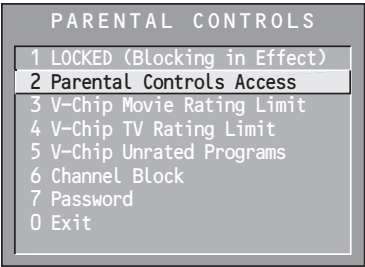 PARENTAL CONTROLS
1 LOCKED (Blocking in Effect)
2 Parental Controls Access
3 V-Chip Movie Rating Limit
4 V-Chip TV Rating Limit
5 V-Chip Unrated Programs
6 Channel Block
7 Password
0 Exit